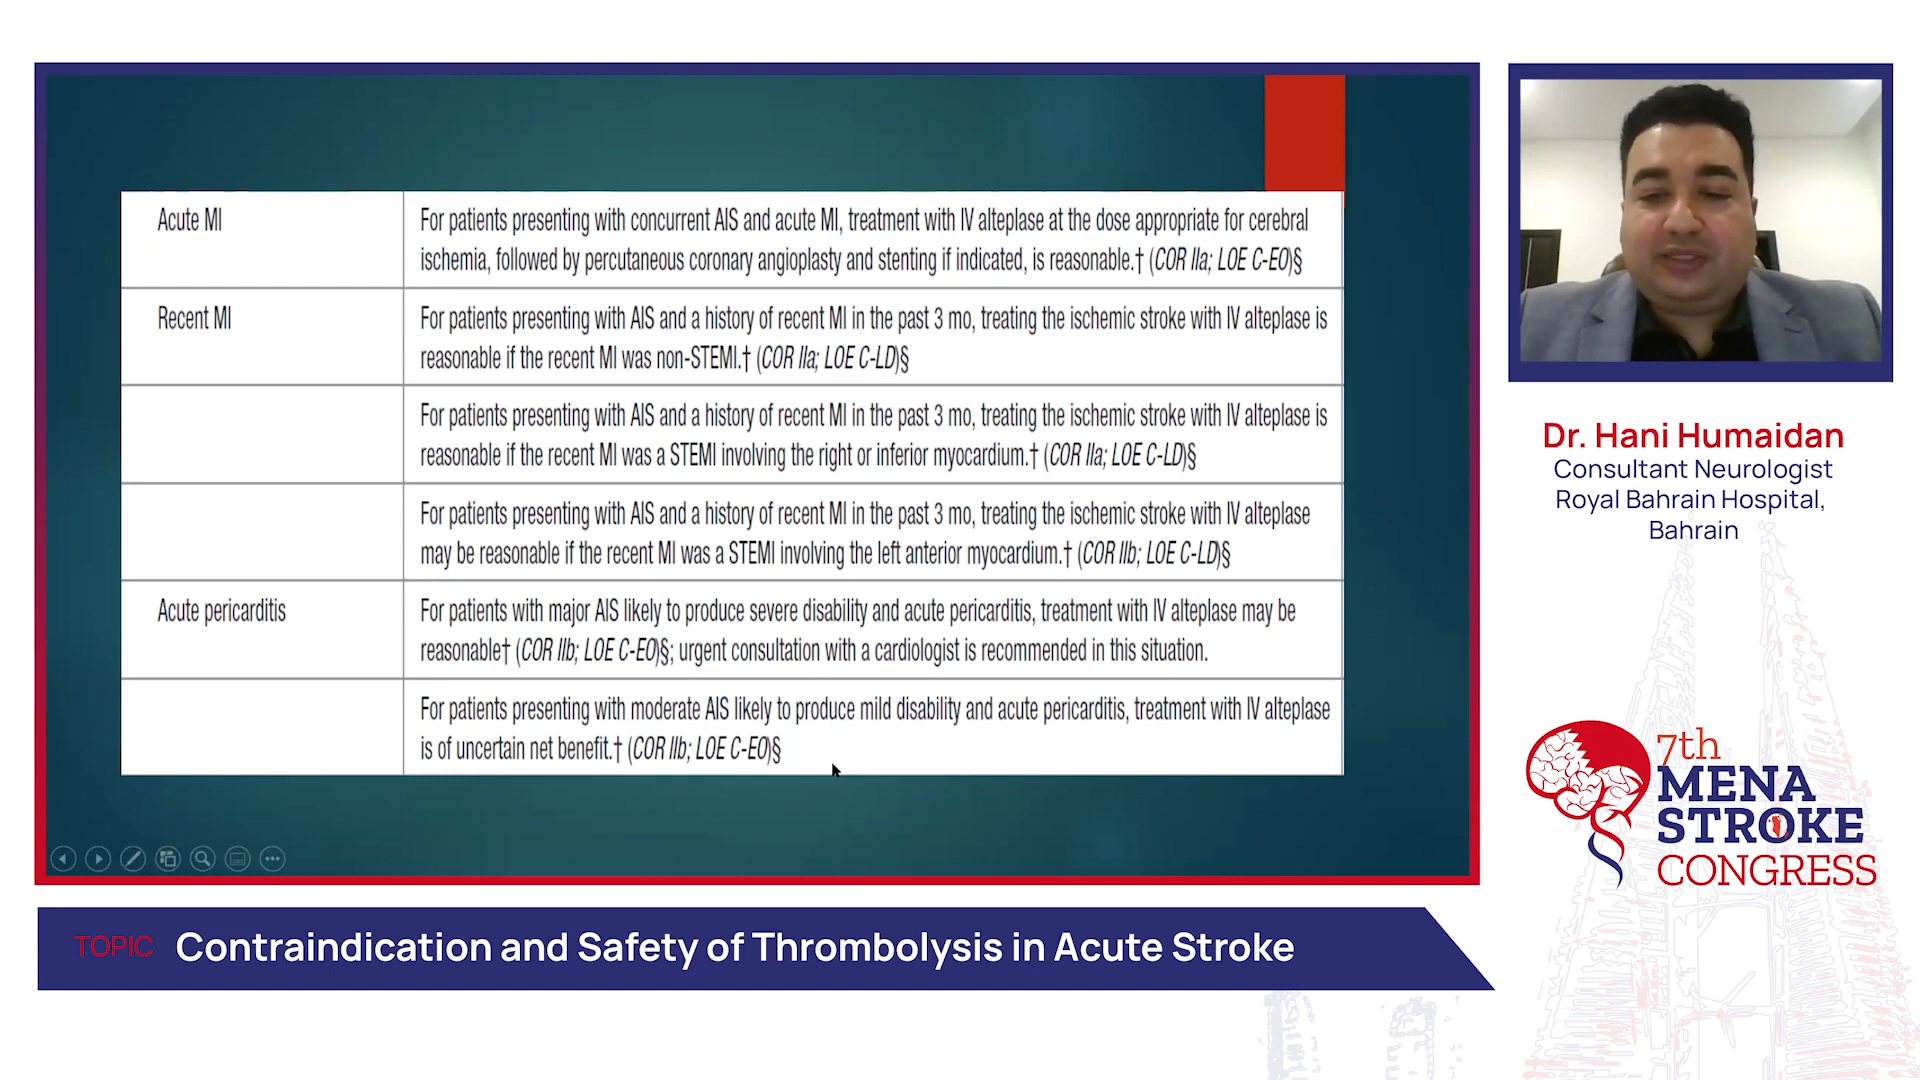 Acute MI
For patients presenting with concurrent AIS and acute MI, treatment with IV alteplase at the dose appropriate for cerebral
ischemia, followed by percutaneous coronary angioplasty and stenting if indicated, is reasonable.† (COR IIa; LOE C-EO)§
Recent MI
For patients presenting with AIS and a history of recent MI in the past 3 mo, treating the ischemic stroke with IV alteplase is
reasonable if the recent MI was non-STEMI.† (COR IIa; LOE C-LD)§
For patients presenting with AIS and a history of recent MI in the past 3 mo, treating the ischemic stroke with IV alteplase is
reasonable if the recent MI was a STEMI involving the right or inferior myocardium.† (COR IIa; LOE C-LD)§
For patients presenting with AIS and a history of recent MI in the past 3 mo, treating the ischemic stroke with IV alteplase
may be reasonable if the recent MI was a STEMI involving the left anterior myocardium.† (COR IIb; LOE C-LD)§
Acute pericarditis
For patients with major AIS likely to produce severe disability and acute pericarditis, treatment with IV alteplase may be
reasonable† (COR IIb; LOE C-EO)§; urgent consultation with a cardiologist is recommended in this situation.
For patients presenting with moderate AIS likely to produce mild disability and acute pericarditis, treatment with IV alteplase
is of uncertain net benefit.† (COR IIb; LOE C-EO)§
Dr. Hani Humaidan
Consultant Neurologist
Royal Bahrain Hospital,
Bahrain
7th
MENA
STROKE
CONGRESS
TOPIC Contraindication and Safety of Thrombolysis in Acute Stroke